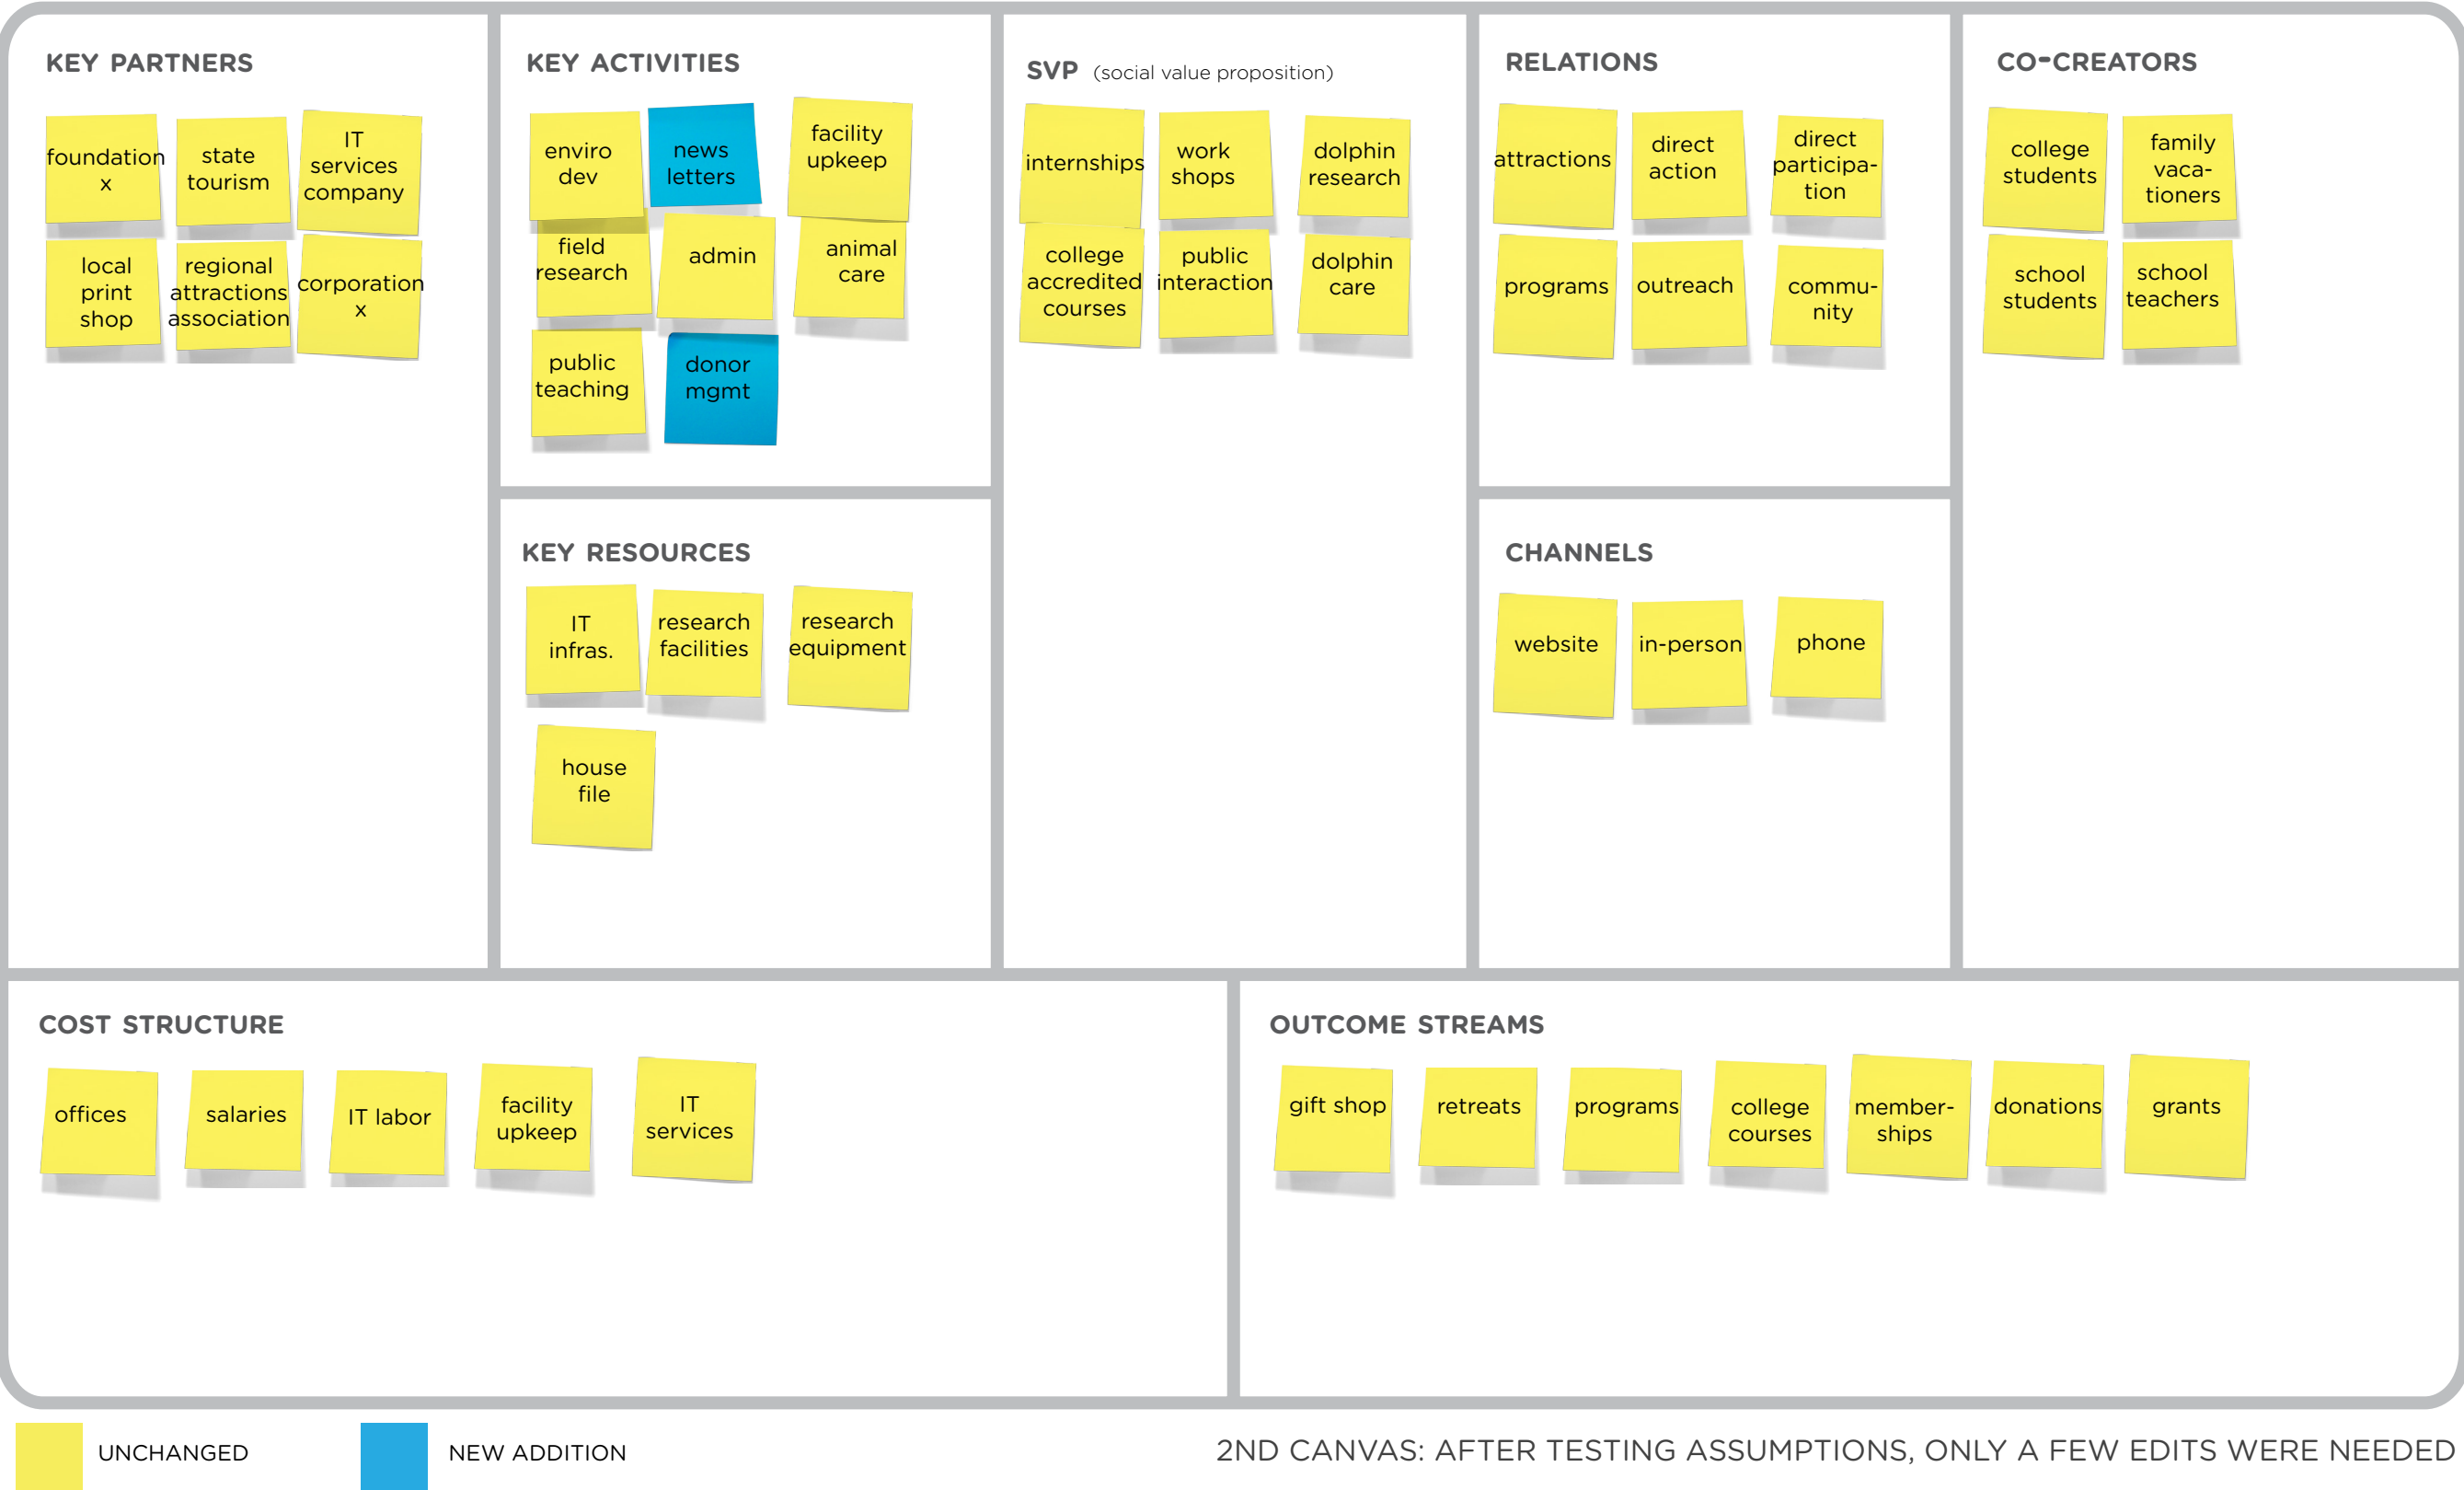 KEY PARTNERS
foundation
x
state
tourism
IT
services
company
local
print
shop
regional
attractions
association
corporation
x
KEY ACTIVITIES
enviro
dev
news
letters
facility
upkeep
field
research
admin
animal
care
public
teaching
donor
mgmt
KEY RESOURCES
IT
infras.
research
facilities
research
equipment
house
file
SVP (social value proposition)
internships
work
shops
dolphin
research
college
accredited
courses
public
interaction
dolphin
care
RELATIONS
attractions
direct
action
direct
participa-
tion
programs
outreach
commu-
nity
CHANNELS
website
in-person
phone
CO-CREATORS
college
students
family
vaca-
tioners
school
students
school
teachers
COST STRUCTURE
offices
salaries
IT labor
facility
upkeep
IT
services
OUTCOME STREAMS
gift shop
retreats
programs
college
courses
member-
ships
donations
grants
UNCHANGED
NEW ADDITION
2ND CANVAS: AFTER TESTING ASSUMPTIONS, ONLY A FEW EDITS WERE NEEDED